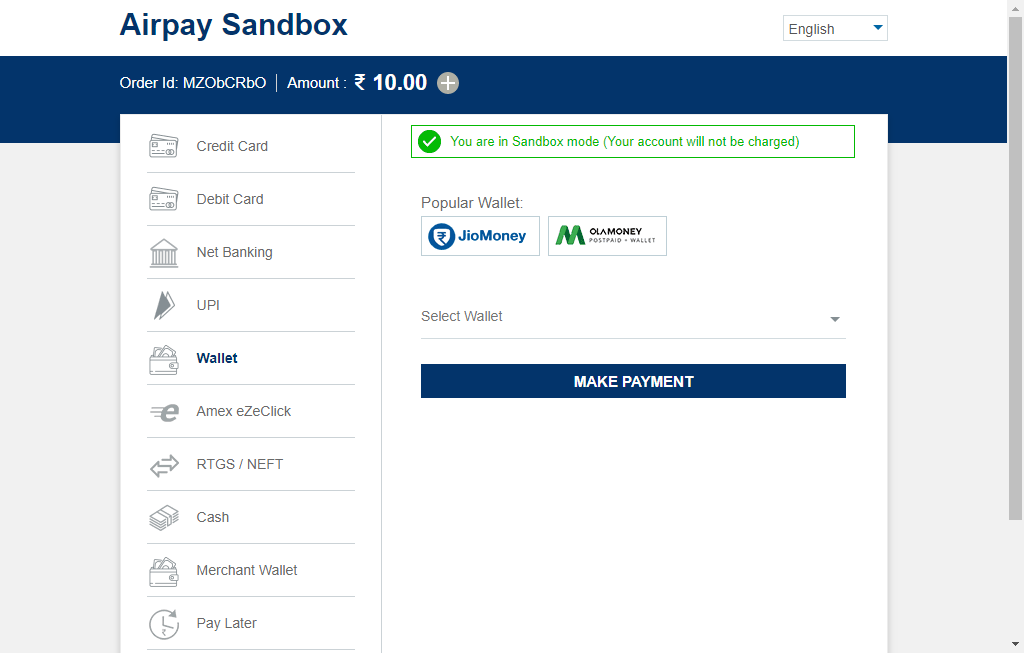 Airpay Sandbox
English
Order Id: MZObCRbO
Amount : ₹ 10.00
Credit Card
Debit Card
Net Banking
UPI
Wallet
Amex eZeClick
RTGS / NEFT
Cash
Merchant Wallet
Pay Later
You are in Sandbox mode (Your account will not be charged)
Popular Wallet:
JioMoney
OLAMONEY
POSTPAID + WALLET
Select Wallet
MAKE PAYMENT